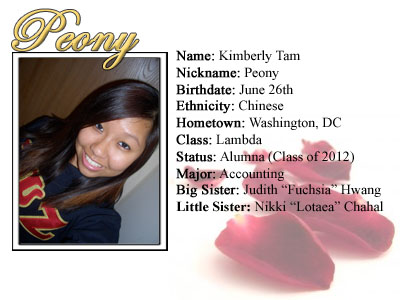 Peony
Name: Kimberly Tam
Nickname: Peony
Birthdate: June 26th
Ethnicity: Chinese
Hometown: Washington, DC
Class: Lambda
Status: Alumna (Class of 2012)
Major: Accounting
Big Sister: Judith “Fuchsia” Hwang
Little Sister: Nikki “Lotaea” Chahal